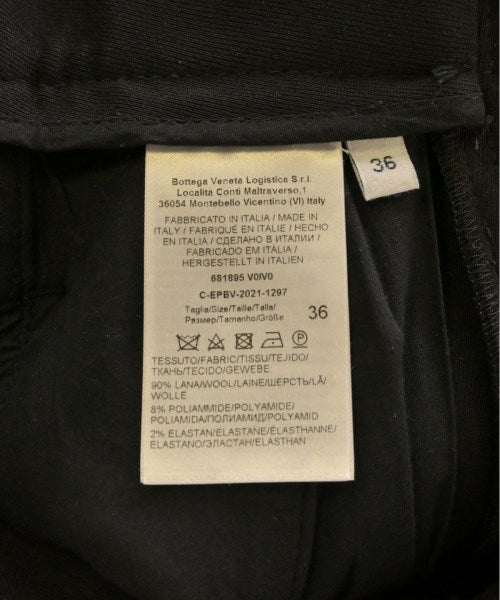 Bottega Veneta Logistica S.r.l.
Località Conti Maltraverso,1
36054 Montebello Vicentino (VI) Italy
36
FABBRICATO IN ITALIA / MADE IN
ITALY / FABRIQUÉ EN ITALIE / HECHO
EN ITALIA / СДЕЛАНО В ИТАЛИИ /
FABRICADO EM ITALIA /
HERGESTELLT IN ITALIEN
681895 V0IV0
C-EPBV-2021-1297
Taglia/Size/Taille/Talla/
Размер/Tamanho/Größe 36
P
TESSUTO/FABRIC/TISSU/TEJIDO/
ТКАНЬ/TECIDO/GEWEBE:
90% LANA/WOOL/LAINE/ШЕРСТЬ/LÃ/
WOLLE
8% POLIAMMIDE/POLYAMIDE/
POLIAMIDA/ПОЛИАМИД/POLYAMID
2% ELASTAN/ELASTANE/ÉLASTHANNE/
ELASTANO/ЭЛАСТАН/ELASTHAN